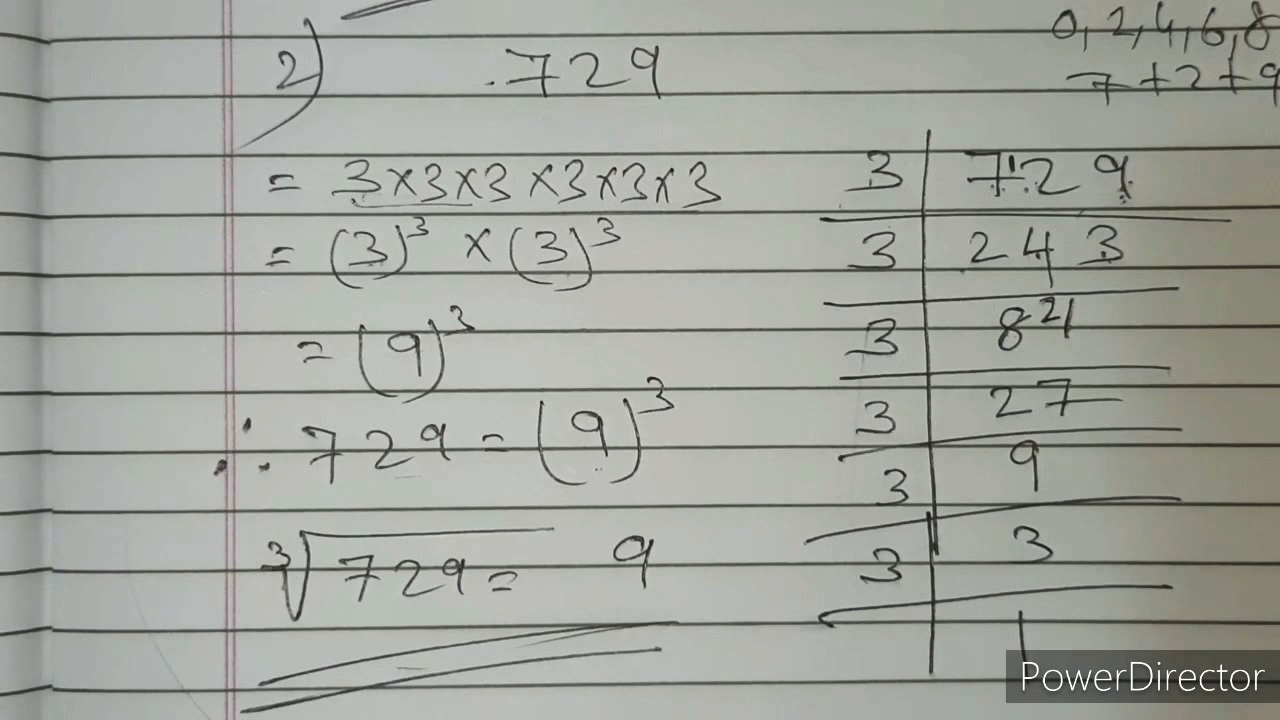 0, 2, 4, 6, 8
7 + 2 + 9
2) 729
= 3 × 3 × 3 × 3 × 3 × 3
= (3)³ × (3)³
= (9)³
∴ 729 = (9)³
∛729 = 9
3 | 729
3 | 243
3 | 81
3 | 27
3 | 9
3 | 3
| 1
PowerDirector